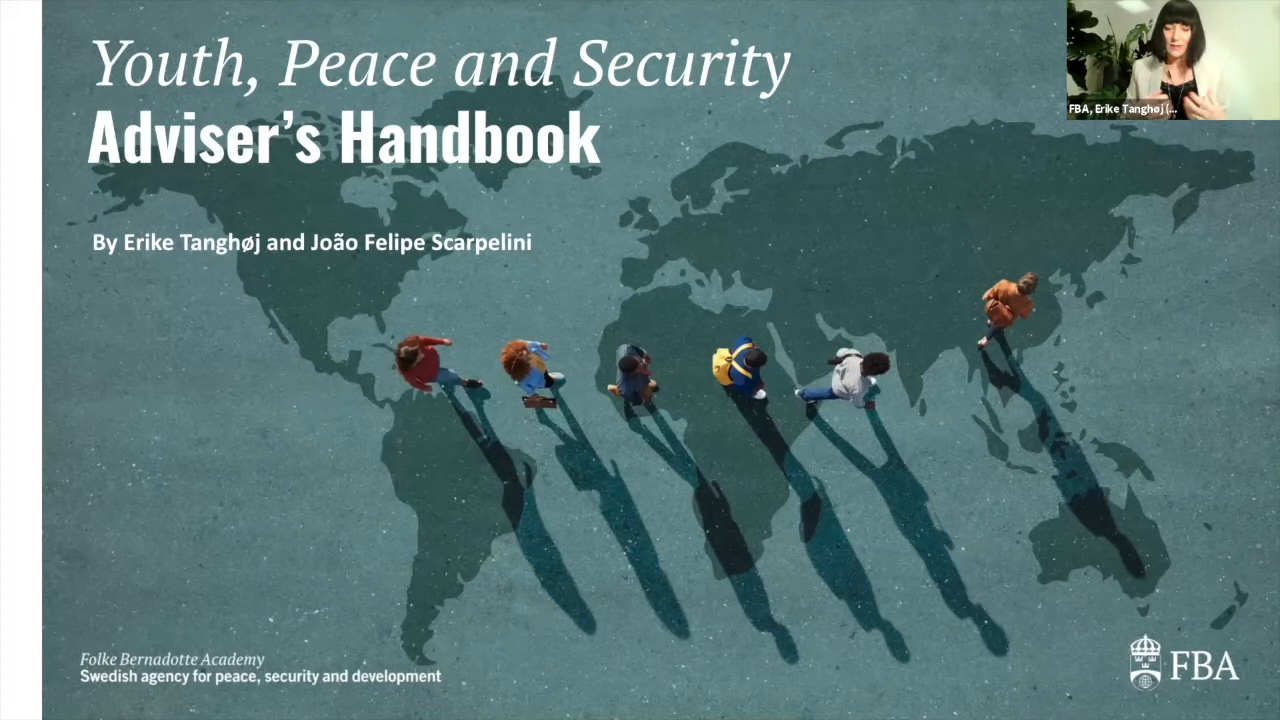 Youth, Peace and Security
Adviser's Handbook
By Erike Tanghøj and João Felipe Scarpelini
FBA, Erike Tanghøj (...
Folke Bernadotte Academy
Swedish agency for peace, security and development
FBA